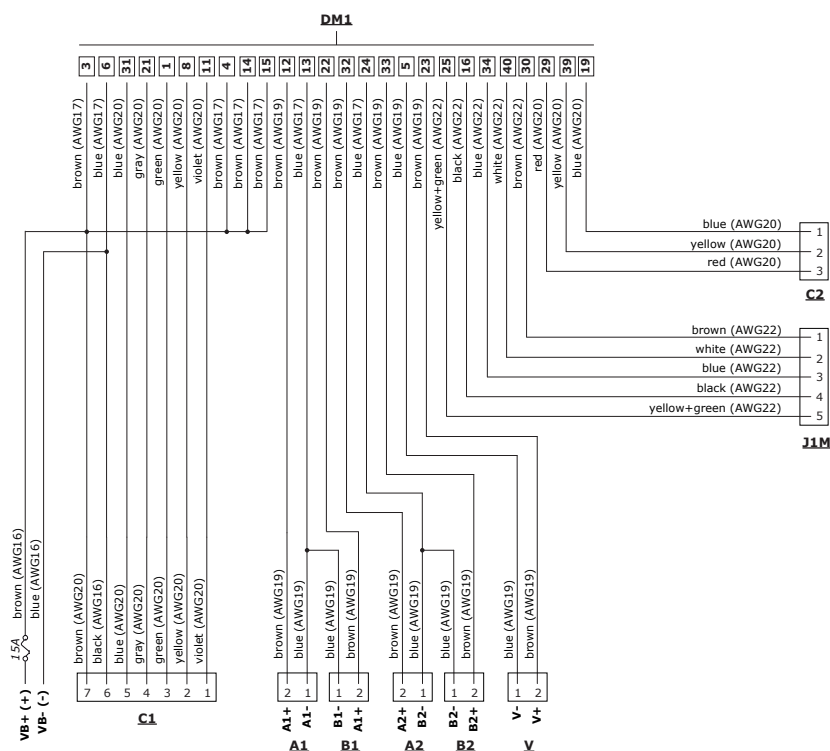 DM1
3 6 31 21 1 8 11 4 14 15 12 13 22 32 24 33 5 23 25 16 34 40 30 29 39 19
brown (AWG17)
blue (AWG17)
blue (AWG20)
gray (AWG20)
green (AWG20)
yellow (AWG20)
violet (AWG20)
brown (AWG17)
brown (AWG17)
brown (AWG17)
brown (AWG19)
blue (AWG17)
brown (AWG19)
brown (AWG19)
blue (AWG17)
brown (AWG19)
blue (AWG19)
brown (AWG19)
yellow+green (AWG22)
black (AWG22)
blue (AWG22)
white (AWG22)
brown (AWG22)
red (AWG20)
yellow (AWG20)
blue (AWG20)
blue (AWG20) 1
yellow (AWG20) 2
red (AWG20) 3
C2
brown (AWG22) 1
white (AWG22) 2
blue (AWG22) 3
black (AWG22) 4
yellow+green (AWG22) 5
J1M
brown (AWG16)
blue (AWG16)
15A
brown (AWG20)
black (AWG16)
blue (AWG20)
gray (AWG20)
green (AWG20)
yellow (AWG20)
violet (AWG20)
brown (AWG19)
blue (AWG19)
blue (AWG19)
brown (AWG19)
brown (AWG19)
blue (AWG19)
blue (AWG19)
brown (AWG19)
blue (AWG19)
brown (AWG19)
7 6 5 4 3 2 1
2 1
1 2
2 1
1 2
1 2
VB+ (+)
VB- (-)
C1
A1+
A1-
B1-
A1+
A2+
B2-
B2-
B2+
V-
V+
A1
B1
A2
B2
V